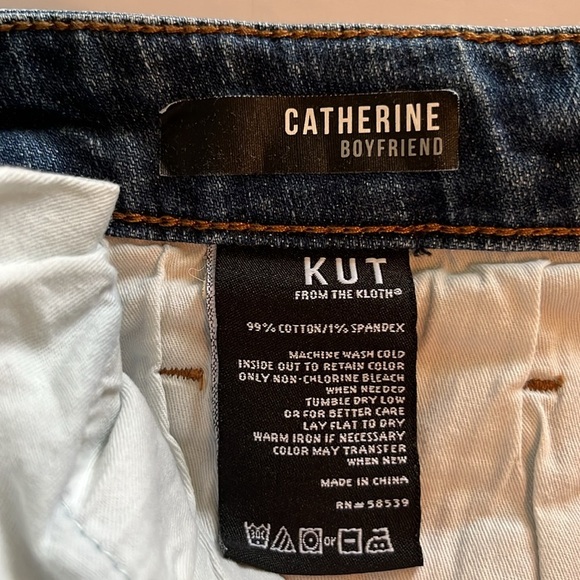 CATHERINE
BOYFRIEND
KUT
FROM THE KLOTH®
99% COTTON/1% SPANDEX
MACHINE WASH COLD
INSIDE OUT TO RETAIN COLOR
ONLY NON-CHLORINE BLEACH
WHEN NEEDED
TUMBLE DRY LOW
OR FOR BETTER CARE
LAY FLAT TO DRY
WARM IRON IF NECESSARY
COLOR MAY TRANSFER
WHEN NEW
MADE IN CHINA
RN# 58539
30C or